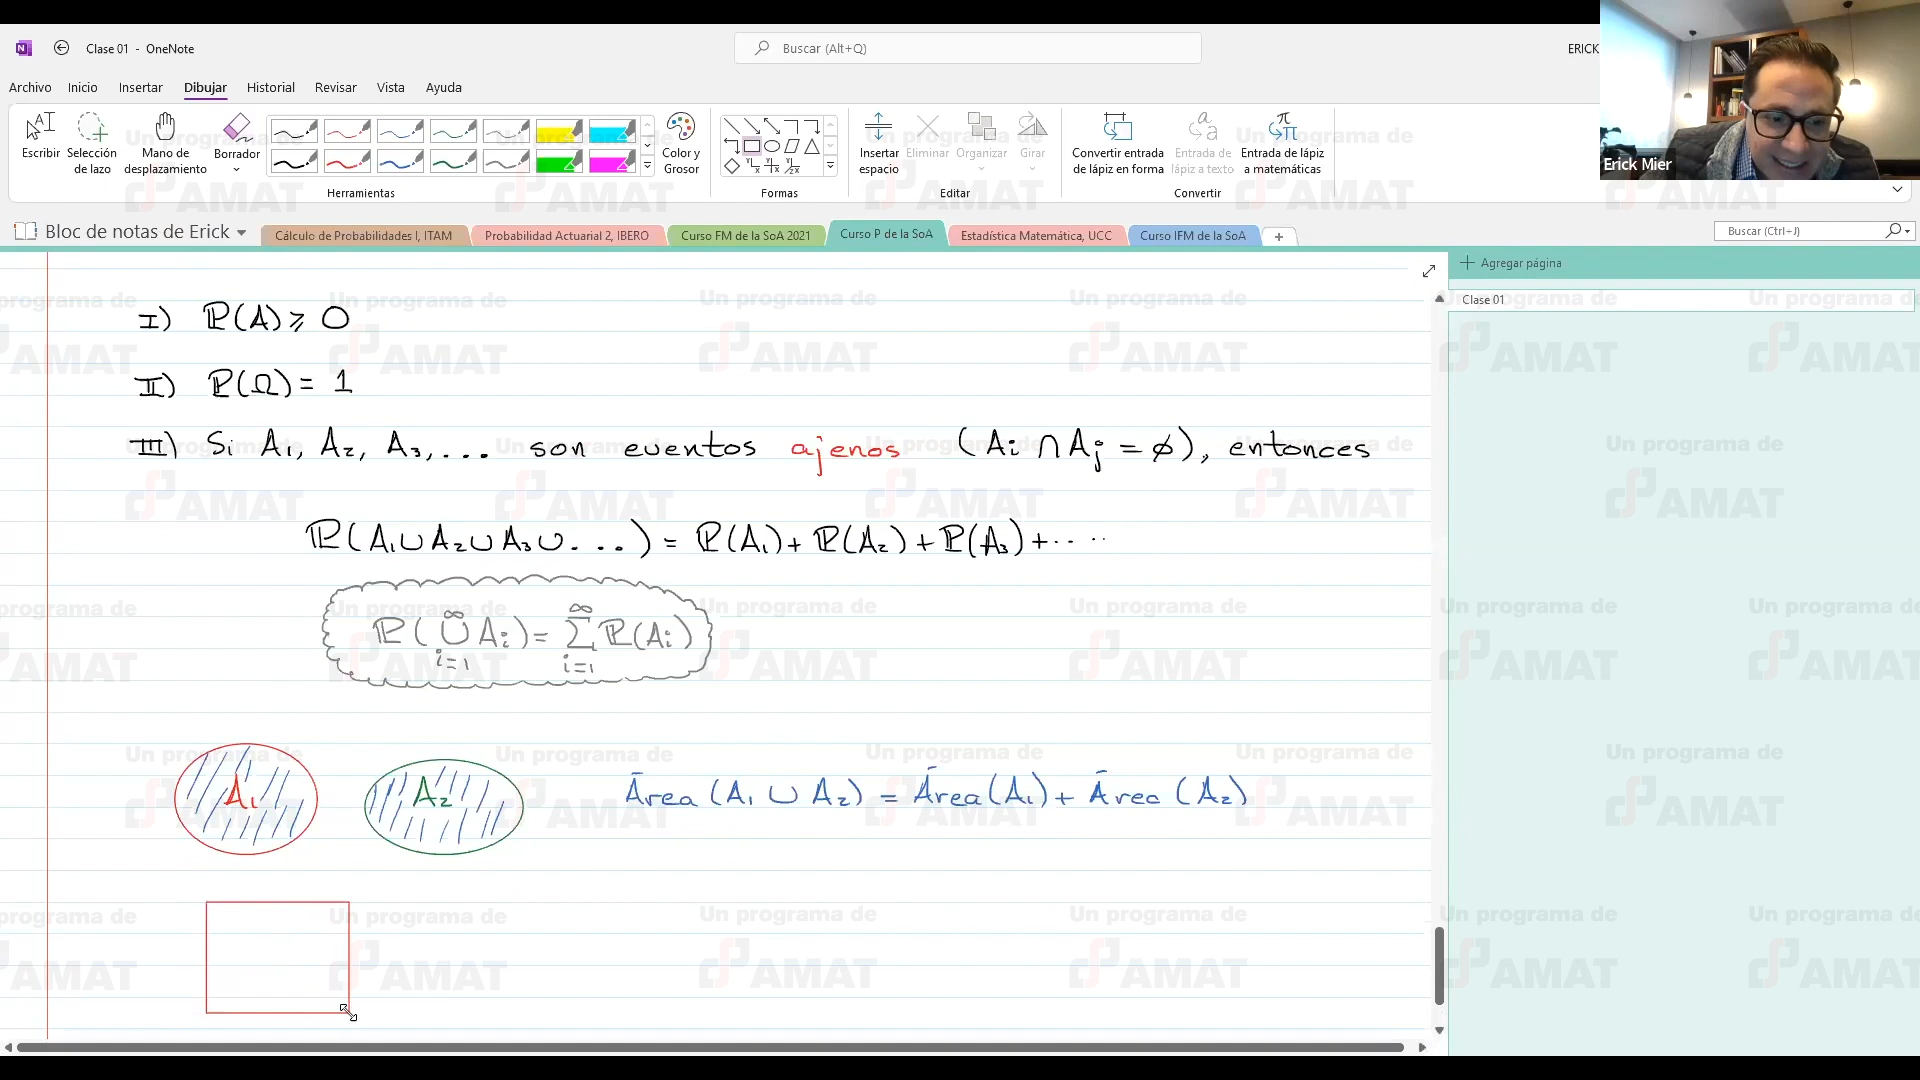 Clase 01 - OneNote
Buscar (Alt+Q)
ERICK
Archivo Inicio Insertar Dibujar Historial Revisar Vista Ayuda
Escribir
Selección de lazo
Mano de desplazamiento
Borrador
Color y Grosor
Insertar espacio
Eliminar
Organizar
Girar
Convertir entrada de lápiz en forma
Entrada de lápiz a texto
Entrada de lápiz a matemáticas
Herramientas
Formas
Editar
Convertir
Erick Mier
Bloc de notas de Erick
Cálculo de Probabilidades I, ITAM
Probabilidad Actuarial 2, IBERO
Curso FM de la SoA 2021
Curso P de la SoA
Estadística Matemática, UCC
Curso IFM de la SoA
Buscar (Ctrl+J)
Agregar página
Clase 01
I) ℙ(A) ⩾ 0
II) ℙ(Ω) = 1
III) Si A₁, A₂, A₃, ... son eventos ajenos (Ai ∩ Aj = ∅), entonces
ℙ(A₁ ∪ A₂ ∪ A₃ ∪ ...) = ℙ(A₁) + ℙ(A₂) + ℙ(A₃) + ·····
ℙ(⋃_{i=1}^{∞} Ai) = Σ_{i=1}^{∞} ℙ(Ai)
A₁ A₂ Área (A₁ ∪ A₂) = Área (A₁) + Área (A₂)
Un programa de
AMAT